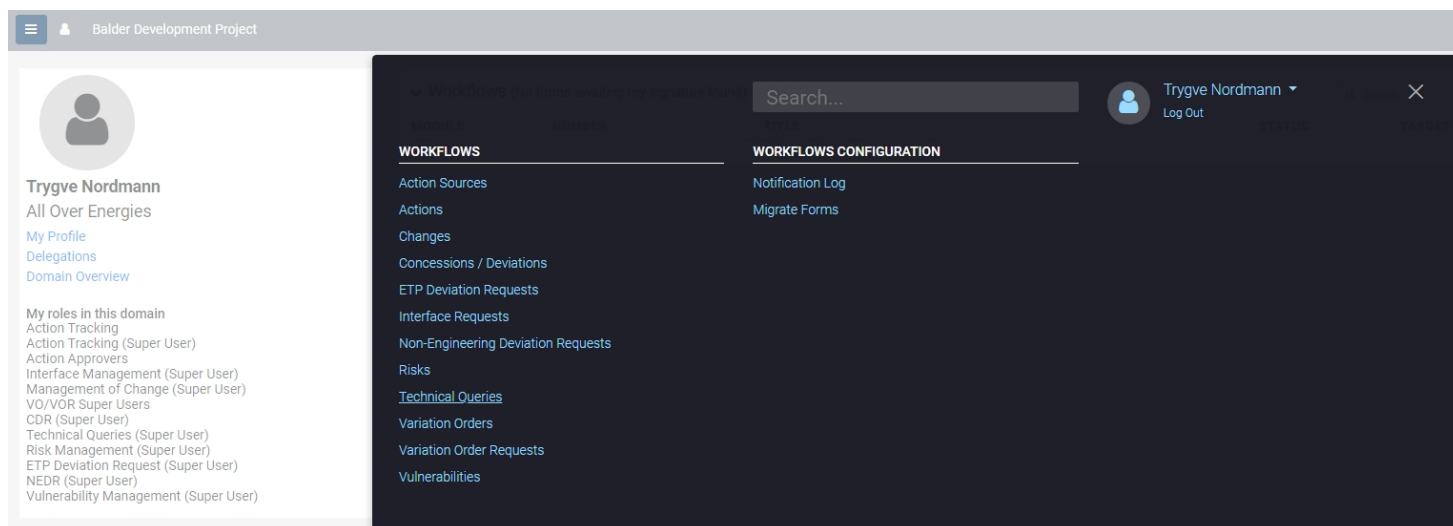 Balder Development Project
Trygve Nordmann
All Over Energies
My Profile
Delegations
Domain Overview
My roles in this domain
Action Tracking
Action Tracking (Super User)
Action Approvers
Interface Management (Super User)
Management of Change (Super User)
VO/VOR Super Users
CDR (Super User)
Technical Queries (Super User)
Risk Management (Super User)
ETP Deviation Request (Super User)
NEDR (Super User)
Vulnerability Management (Super User)
Search...
Trygve Nordmann
Log Out
WORKFLOWS
Action Sources
Actions
Changes
Concessions / Deviations
ETP Deviation Requests
Interface Requests
Non-Engineering Deviation Requests
Risks
Technical Queries
Variation Orders
Variation Order Requests
Vulnerabilities
WORKFLOWS CONFIGURATION
Notification Log
Migrate Forms